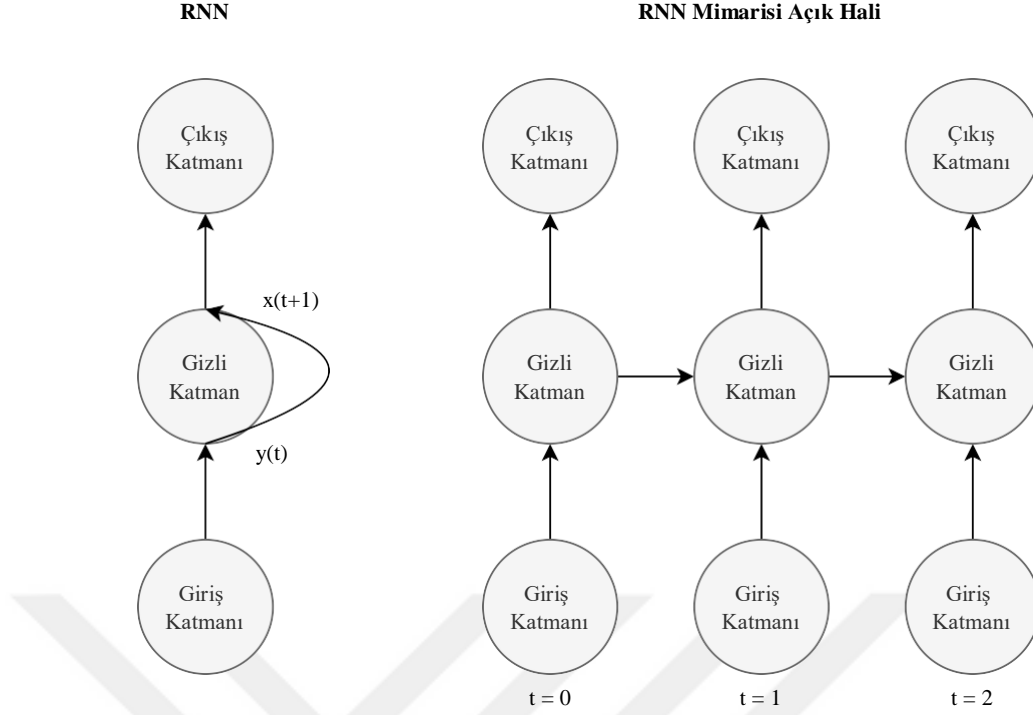 RNN
RNN Mimarisi Açık Hali
Çıkış
Katmanı
Çıkış
Katmanı
Çıkış
Katmanı
Çıkış
Katmanı
x(t+1)
Gizli
Katman
Gizli
Katman
Gizli
Katman
Gizli
Katman
y(t)
Giriş
Katmanı
Giriş
Katmanı
Giriş
Katmanı
Giriş
Katmanı
t = 0
t = 1
t = 2